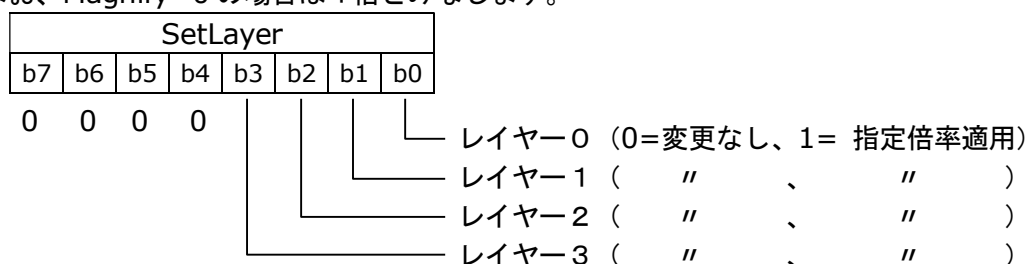 Magnify=0 の場合は1倍とみなします。
SetLayer
b7 b6 b5 b4 b3 b2 b1 b0
0 0 0 0
レイヤー0 (0=変更なし、1= 指定倍率適用)
レイヤー1 ( 〃 、 〃 )
レイヤー2 ( 〃 、 〃 )
レイヤー3 ( 〃 、 〃 )